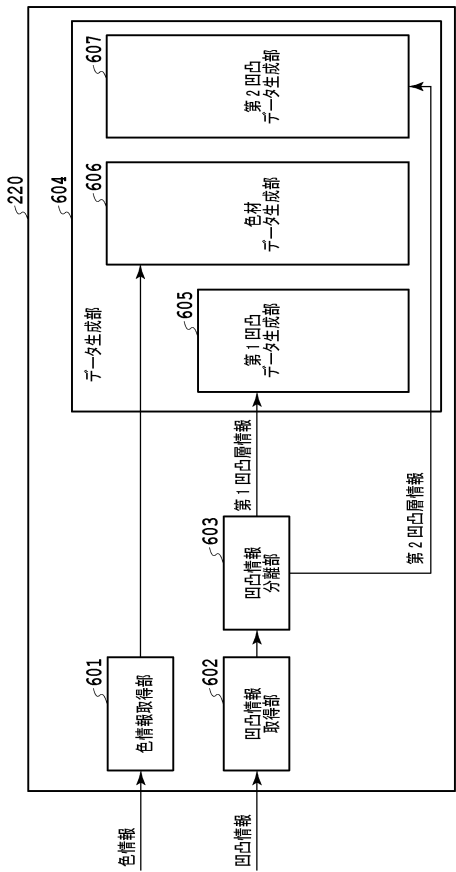 220
色情報
601
色情報取得部
凹凸情報
602
凹凸情報
取得部
603
凹凸情報
分離部
第1凹凸層情報
第2凹凸層情報
604
データ生成部
605
第1凹凸
データ生成部
606
色材
データ生成部
607
第2凹凸
データ生成部